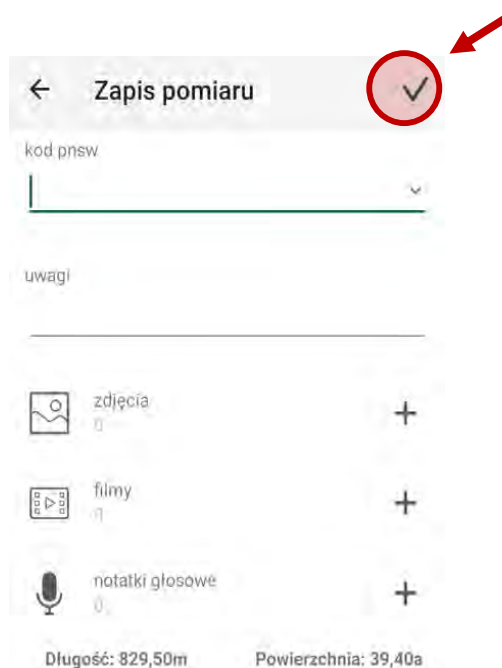 Zapis pomiaru
kod pnsw
uwagi
zdjęcia
0
filmy
0
notatki głosowe
0
Długość: 829,50m Powierzchnia: 39,40a